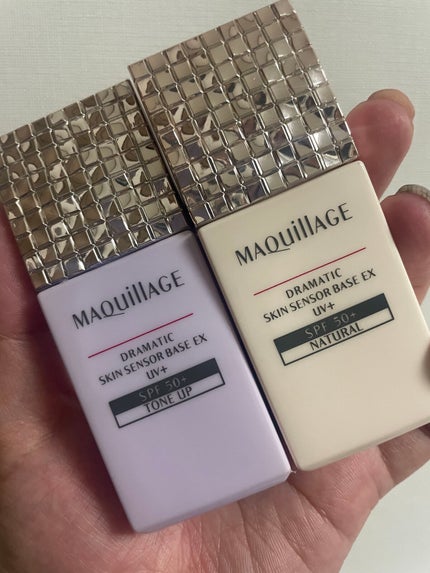 MAQuillAGE
DRAMATIC
SKIN SENSOR BASE EX
UV+
SPF 50+
TONE UP
MAQuillAGE
DRAMATIC
SKIN SENSOR BASE EX
UV+
SPF 50+
NATURAL